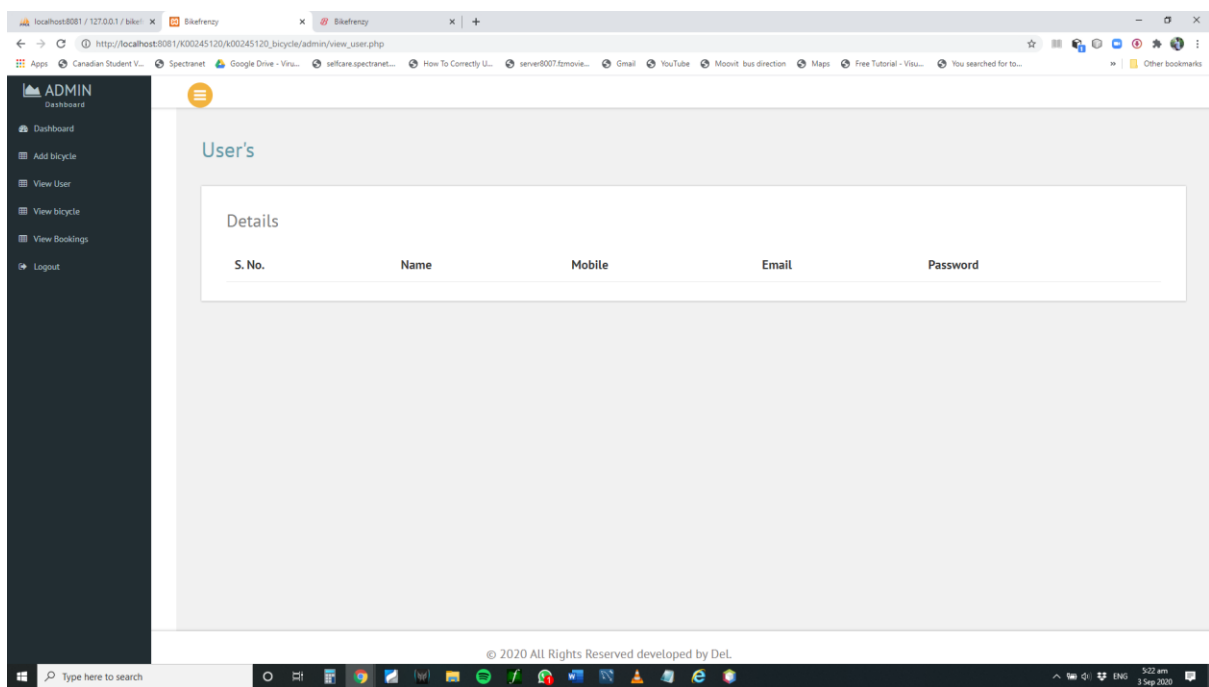 localhost:8081 / 127.0.0.1 / bikef
Bikefrenzy
Bikefrenzy
http://localhost:8081/K00245120/k00245120_bicycle/admin/view_user.php
Apps
Canadian Student V...
Spectranet
Google Drive - Viru...
selfcare.spectranet....
How To Correctly U...
server8007.fzmovie...
Gmail
YouTube
Moovit bus direction
Maps
Free Tutorial - Visu...
You searched for to...
»
Other bookmarks
ADMIN
Dashboard
Dashboard
Add bicycle
View User
View bicycle
View Bookings
Logout
User's
Details
S. No. Name Mobile Email Password
© 2020 All Rights Reserved developed by DeL
Type here to search
ENG
5:22 am
3 Sep 2020